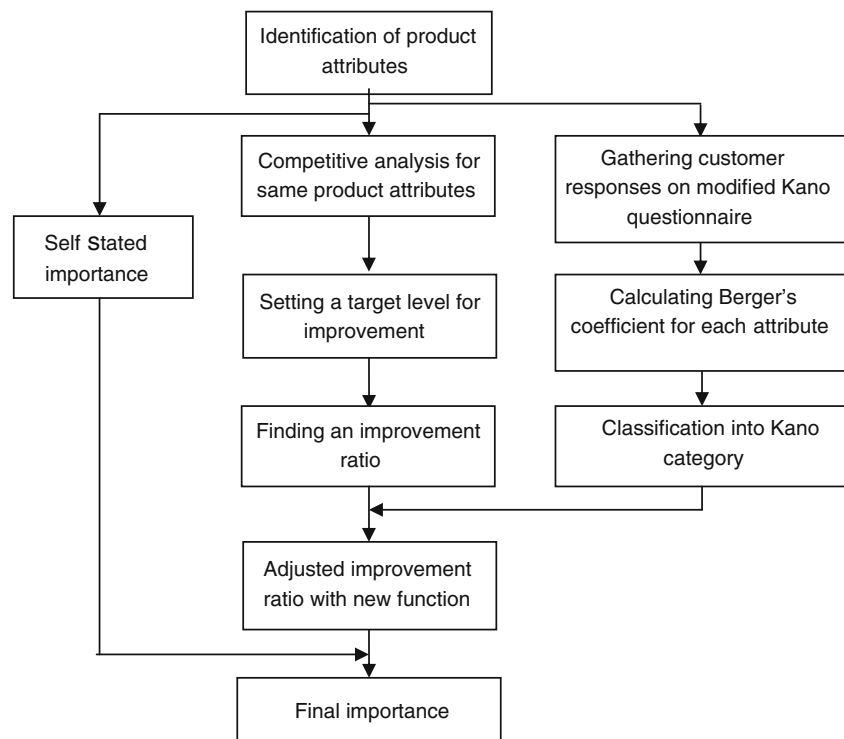 Identification of product
attributes
Competitive analysis for
same product attributes
Gathering customer
responses on modified Kano
questionnaire
Self stated
importance
Setting a target level for
improvement
Calculating Berger's
coefficient for each attribute
Finding an improvement
ratio
Classification into Kano
category
Adjusted improvement
ratio with new function
Final importance